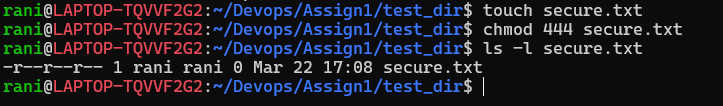 rani@LAPTOP-TQVVF2G2:~/Devops/Assign1/test_dir$ touch secure.txt
rani@LAPTOP-TQVVF2G2:~/Devops/Assign1/test_dir$ chmod 444 secure.txt
rani@LAPTOP-TQVVF2G2:~/Devops/Assign1/test_dir$ ls -l secure.txt
-r--r--r-- 1 rani rani 0 Mar 22 17:08 secure.txt
rani@LAPTOP-TQVVF2G2:~/Devops/Assign1/test_dir$